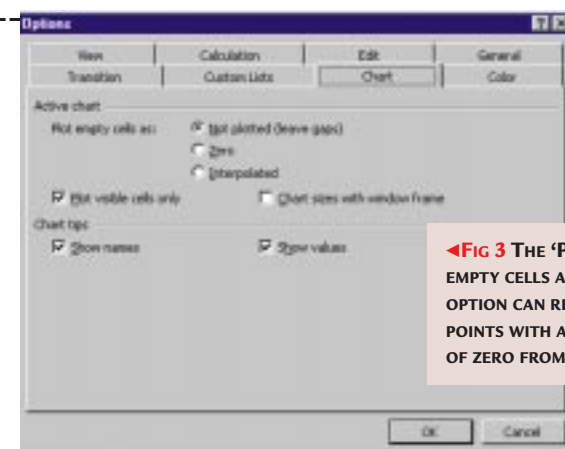 Options
View Calculation Edit General
Transition Custom Lists Chart Color
Active chart
Plot empty cells as: Not plotted (leave gaps)
Zero
Interpolated
Plot visible cells only Chart sizes with window frame
Chart tips
Show names Show values
◄FIG 3 THE 'P
EMPTY CELLS A
OPTION CAN RE
POINTS WITH A
OF ZERO FROM
OK Cancel